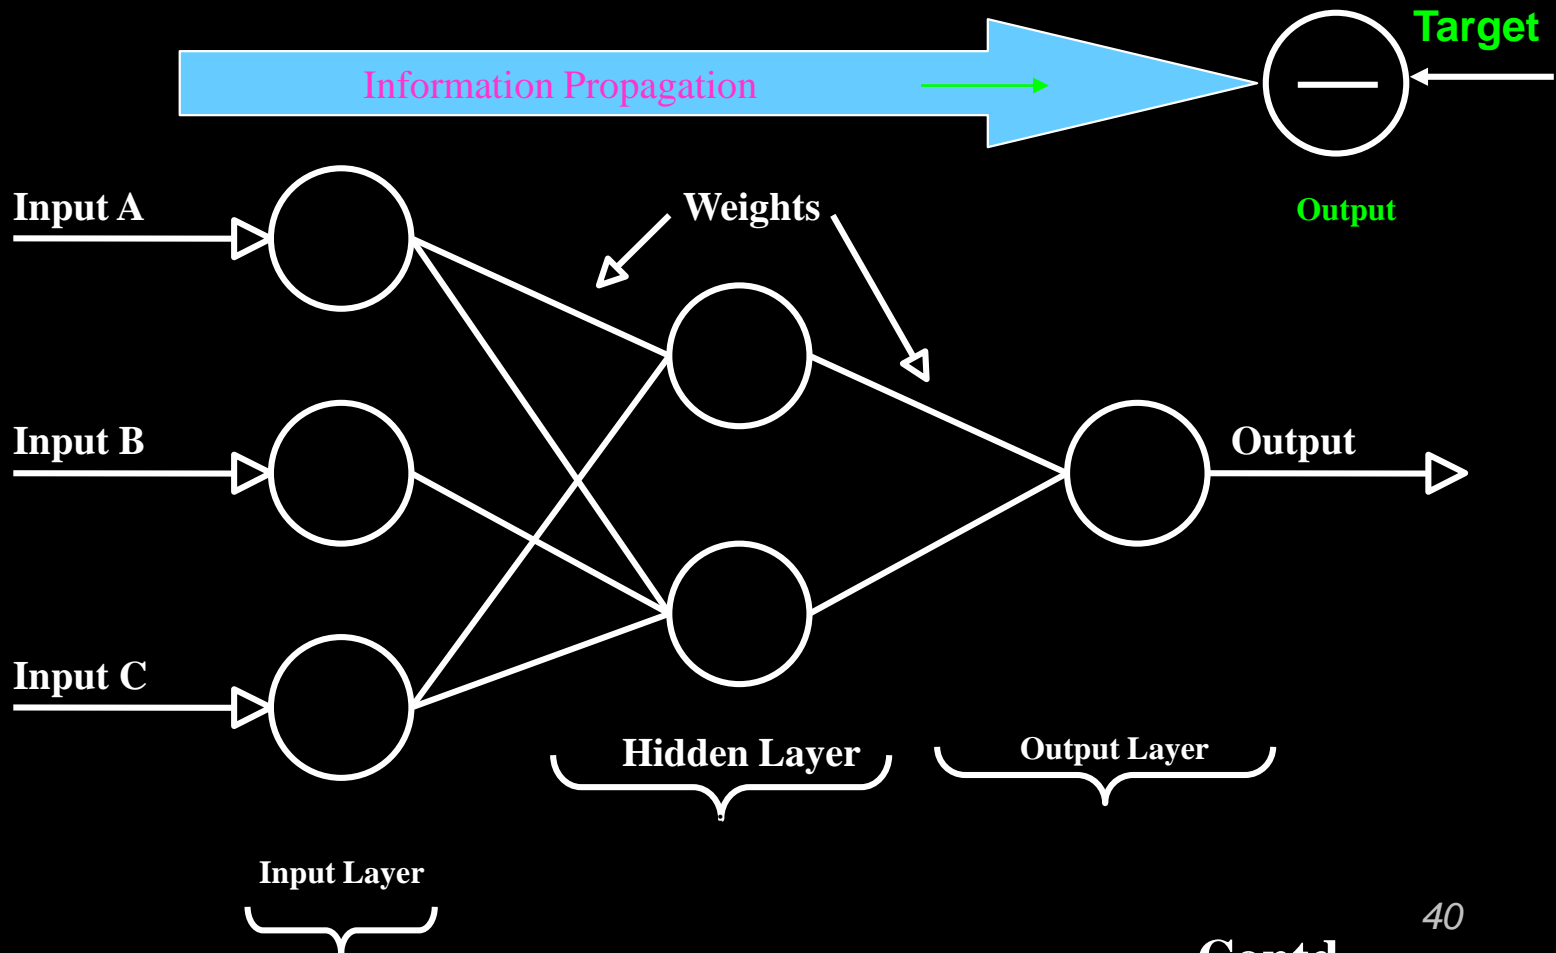 Target
Information Propagation
Input A
Weights
Output
Input B
Output
Input C
Hidden Layer
Output Layer
Input Layer
40